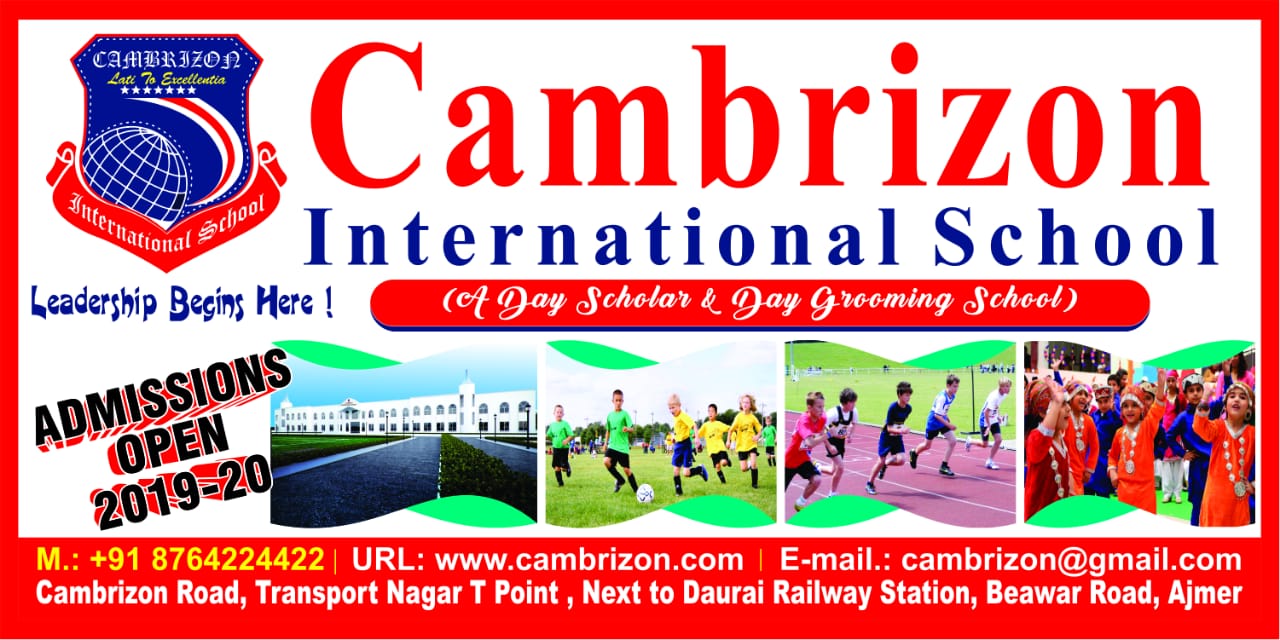 CAMBRIZON
Lati To Excellentia
International School
Cambrizon
International School
Leadership Begins Here !
(A Day Scholar & Day Grooming School)
ADMISSIONS
OPEN
2019-20
M.: +91 8764224422 | URL: www.cambrizon.com | E-mail.: cambrizon@gmail.com
Cambrizon Road, Transport Nagar T Point , Next to Daurai Railway Station, Beawar Road, Ajmer